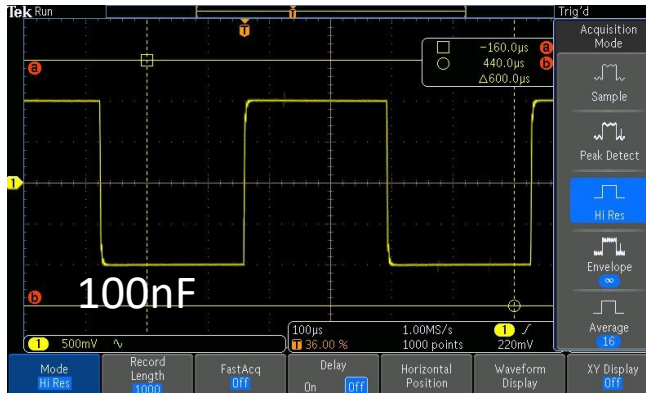 Tek Run
Trig'd
T
T
Acquisition
Mode
a
-160.0µs a
440.0µs b
Δ600.0µs
Sample
Peak Detect
1
Hi Res
b
100nF
Envelope
∞
1 500mV
100µs 1.00MS/s 1
T 36.00 % 1000 points 220mV
Average
16
Mode
Hi Res
Record
Length
1000
FastAcq
Off
Delay
On Off
Horizontal
Position
Waveform
Display
XY Display
Off